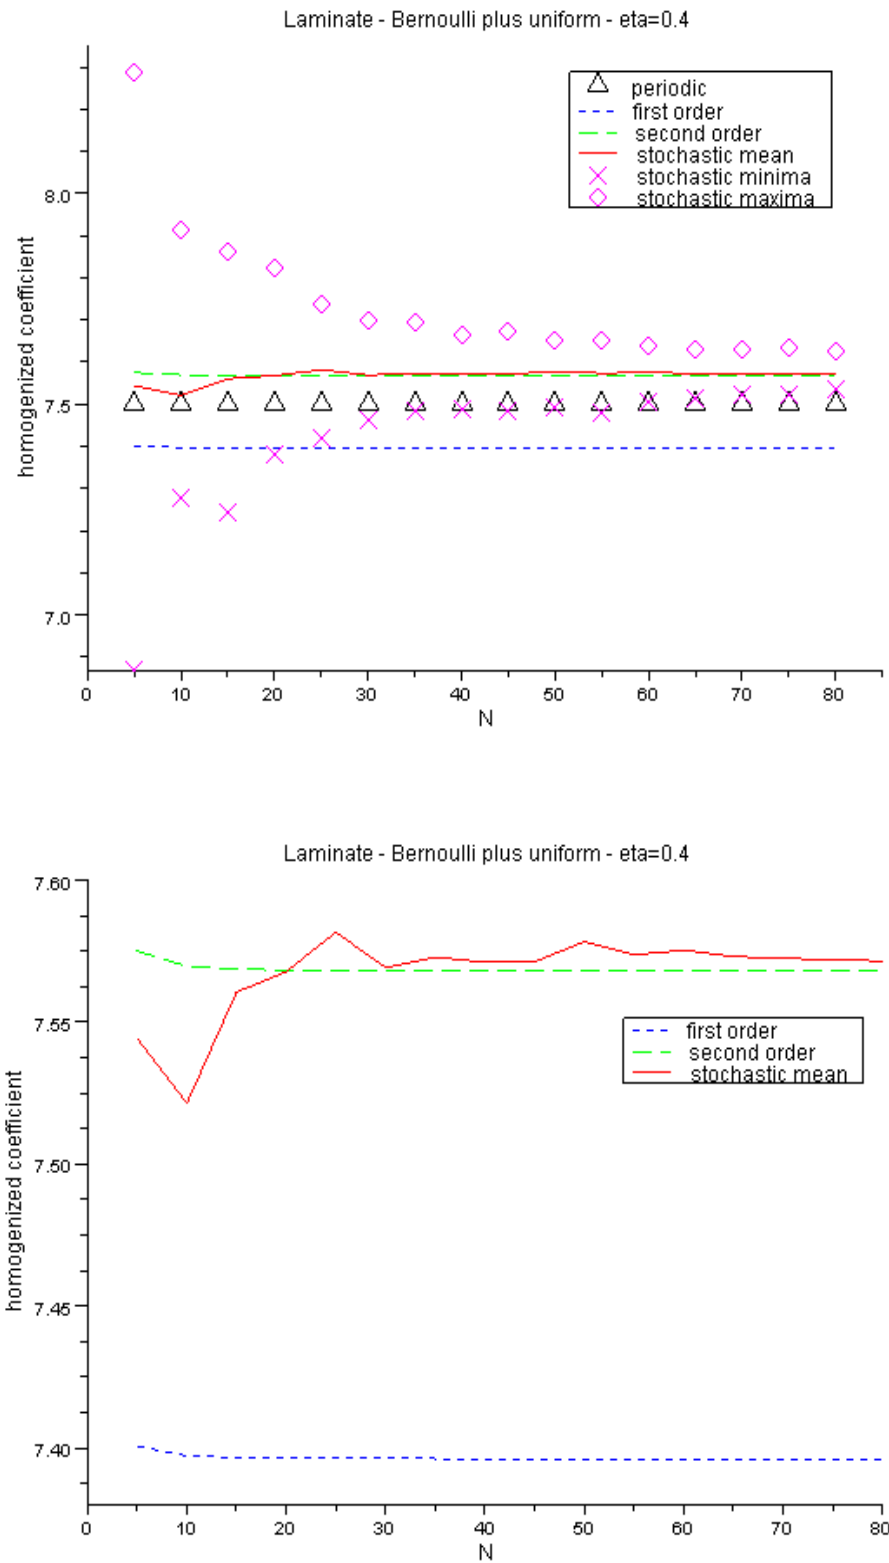 Laminate - Bernoulli plus uniform - eta=0.4
periodic
first order
second order
stochastic mean
stochastic minima
stochastic maxima
homogenized coefficient
8.0
7.5
7.0
0 10 20 30 40 50 60 70 80
N
Laminate - Bernoulli plus uniform - eta=0.4
7.60
7.55
7.50
7.45
7.40
first order
second order
stochastic mean
homogenized coefficient
0 10 20 30 40 50 60 70 80
N